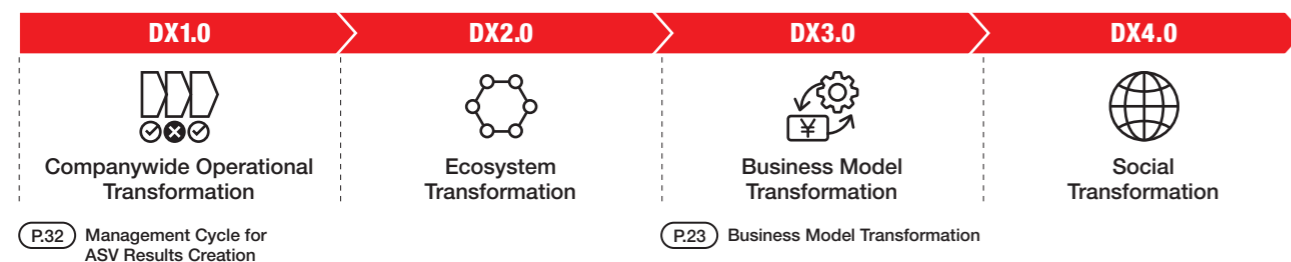 DX1.0
DX2.0
DX3.0
DX4.0
¥
Companywide Operational
Transformation
Ecosystem
Transformation
Business Model
Transformation
Social
Transformation
P.32 Management Cycle for
ASV Results Creation
P.23 Business Model Transformation